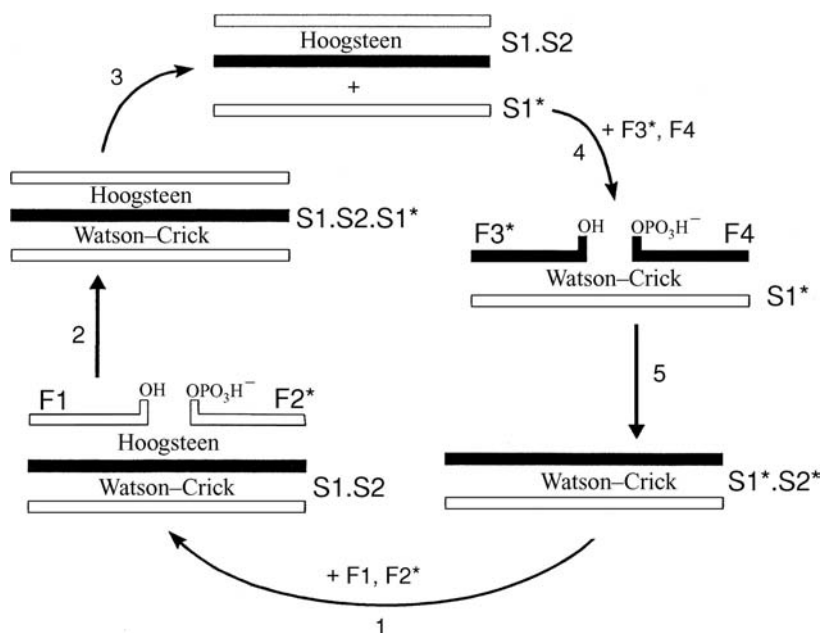 Hoogsteen
S1.S2
+
S1*
3
+ F3*, F4
4
Hoogsteen
Watson–Crick
S1.S2.S1*
F3*
OH
OPO₃H⁻
F4
Watson–Crick
S1*
2
5
F1
OH
OPO₃H⁻
F2*
Hoogsteen
Watson–Crick
S1.S2
Watson–Crick
S1*.S2*
+ F1, F2*
1